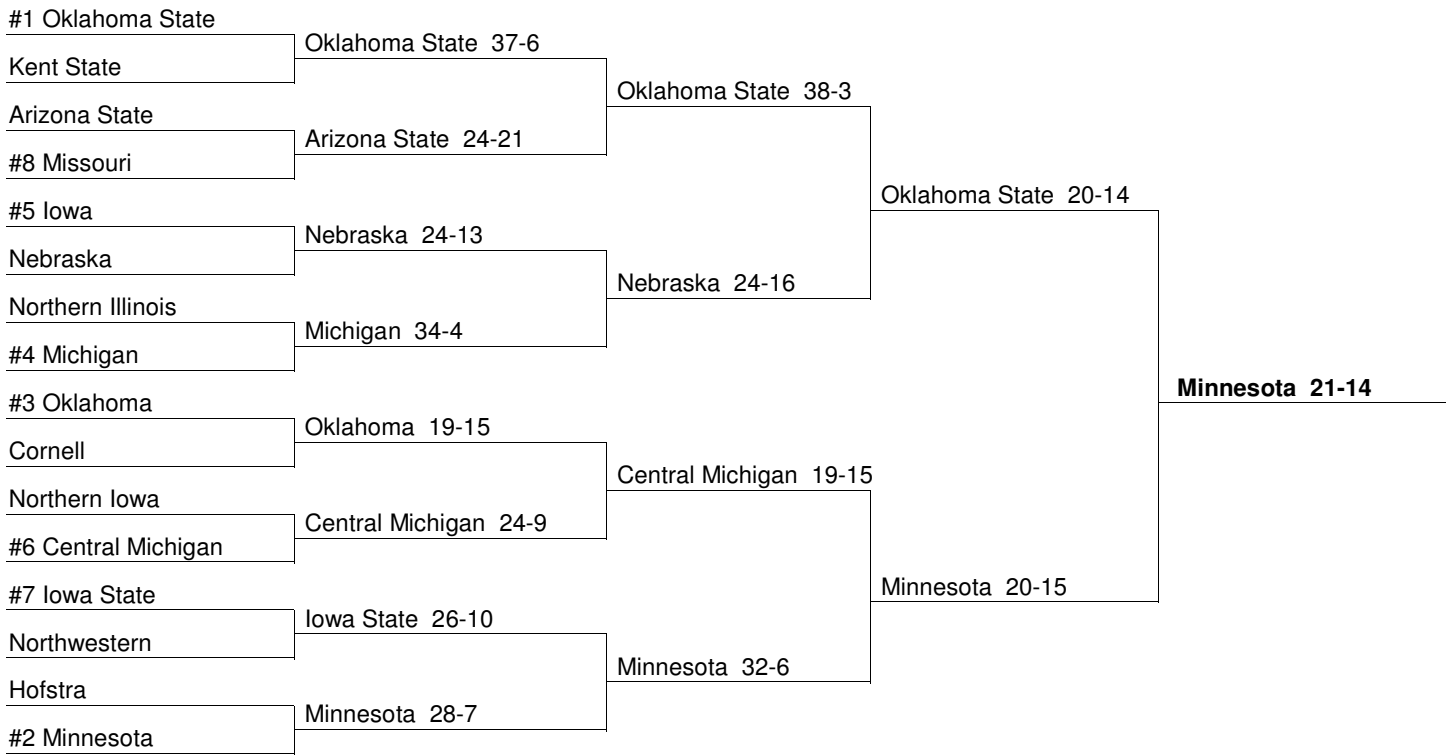 #1 Oklahoma State
Kent State
Arizona State
#8 Missouri
#5 Iowa
Nebraska
Northern Illinois
#4 Michigan
#3 Oklahoma
Cornell
Northern Iowa
#6 Central Michigan
#7 Iowa State
Northwestern
Hofstra
#2 Minnesota
Oklahoma State 37-6
Arizona State 24-21
Nebraska 24-13
Michigan 34-4
Oklahoma 19-15
Central Michigan 24-9
Iowa State 26-10
Minnesota 28-7
Oklahoma State 38-3
Nebraska 24-16
Central Michigan 19-15
Minnesota 32-6
Oklahoma State 20-14
Minnesota 20-15
Minnesota 21-14